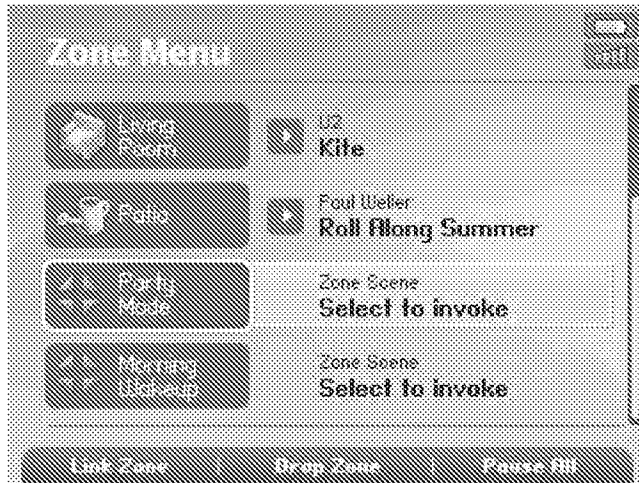 Zone Menu
Living
Room
U2
Kite
Patio
Paul Weller
Roll Along Summer
Party
Mode
Zone Scene
Select to invoke
Morning
Wakeup
Zone Scene
Select to invoke
Link Zone
Drop Zone
Pause All